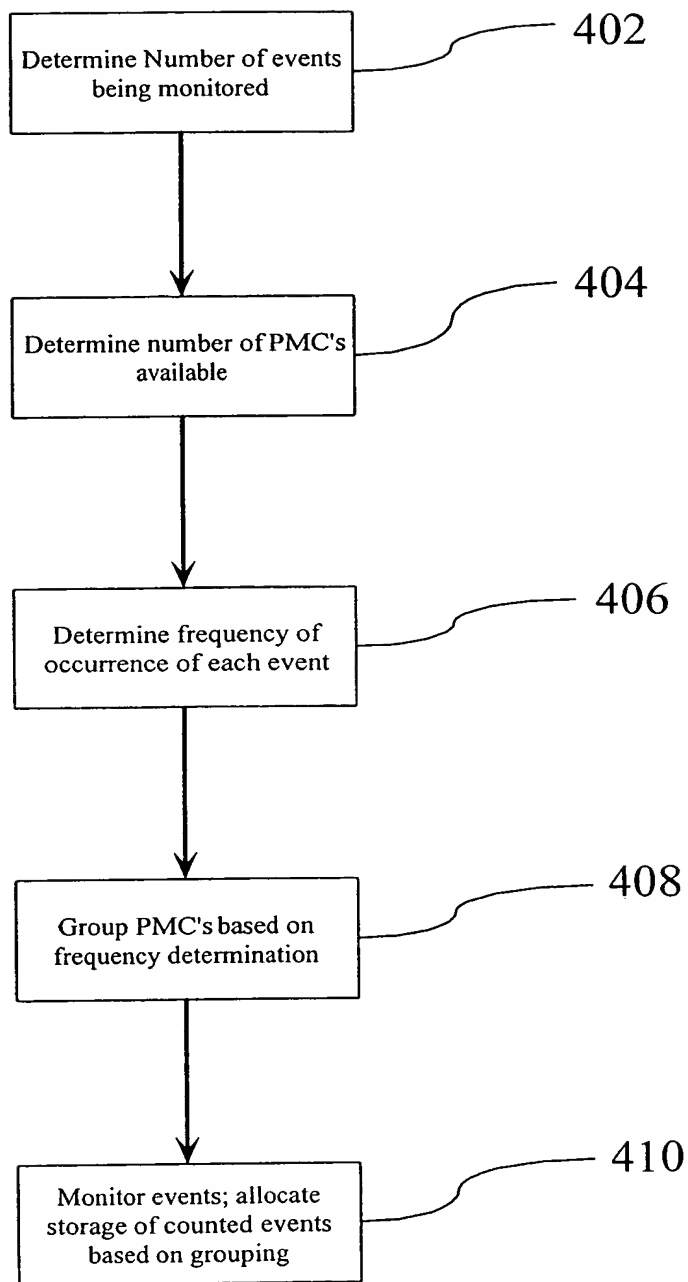 402
Determine Number of events
being monitored
404
Determine number of PMC's
available
406
Determine frequency of
occurrence of each event
408
Group PMC's based on
frequency determination
410
Monitor events; allocate
storage of counted events
based on grouping